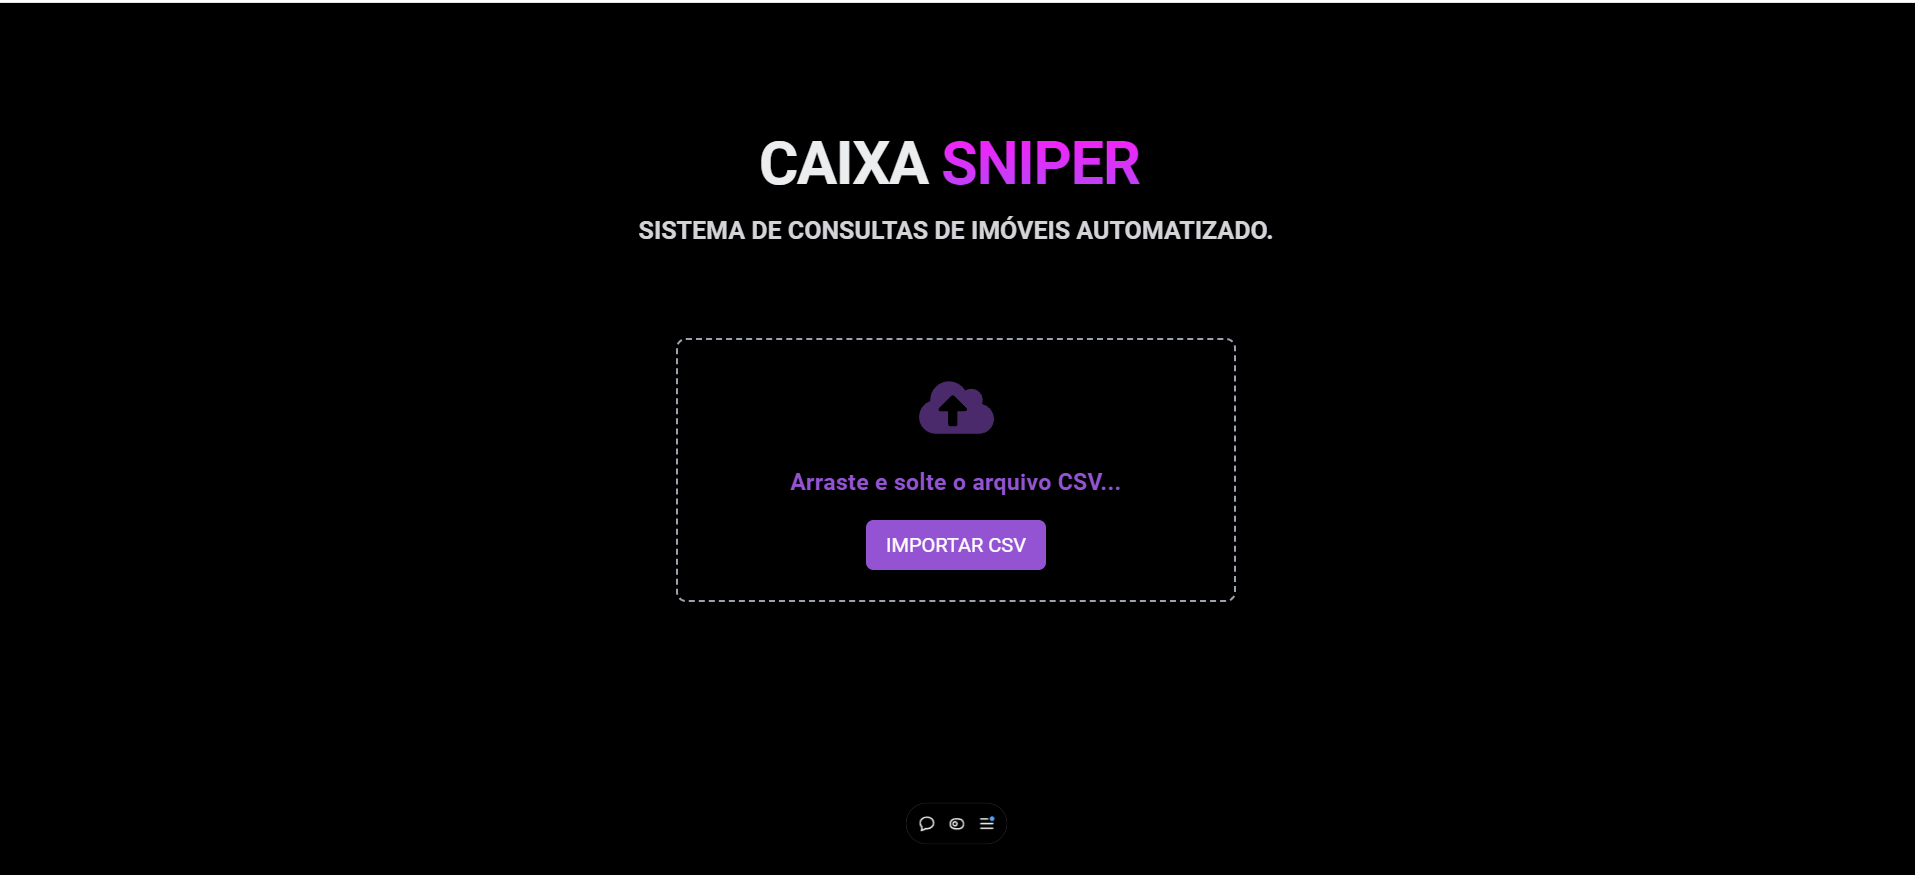 CAIXA SNIPER
SISTEMA DE CONSULTAS DE IMÓVEIS AUTOMATIZADO.
Arraste e solte o arquivo CSV...
IMPORTAR CSV